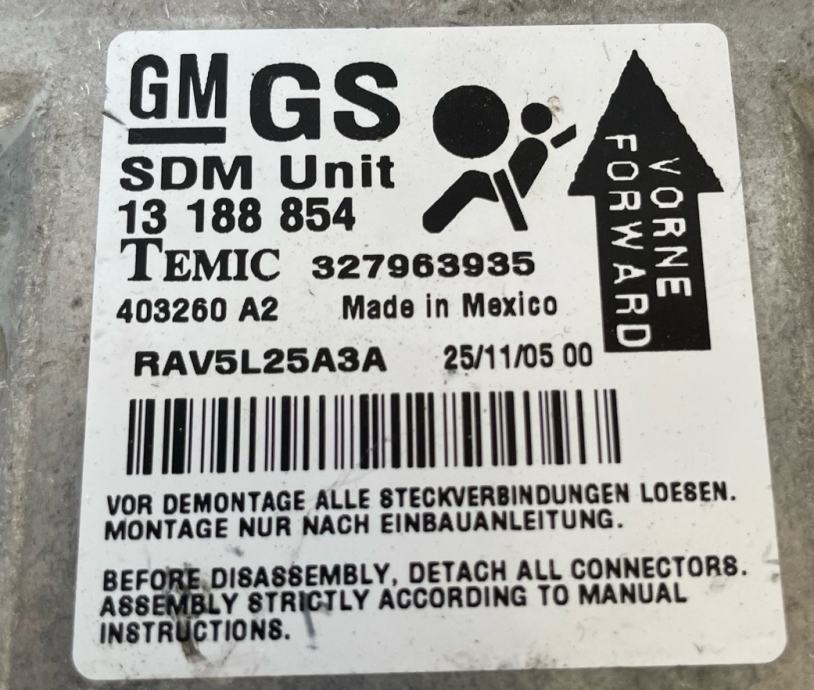 GM GS
SDM Unit
13 188 854
TEMIC 327963935
403260 A2 Made in Mexico
RAV5L25A3A 25/11/05 00
VORNE
FORWARD
VOR DEMONTAGE ALLE STECKVERBINDUNGEN LOESEN.
MONTAGE NUR NACH EINBAUANLEITUNG.
BEFORE DISASSEMBLY, DETACH ALL CONNECTORS.
ASSEMBLY STRICTLY ACCORDING TO MANUAL
INSTRUCTIONS.